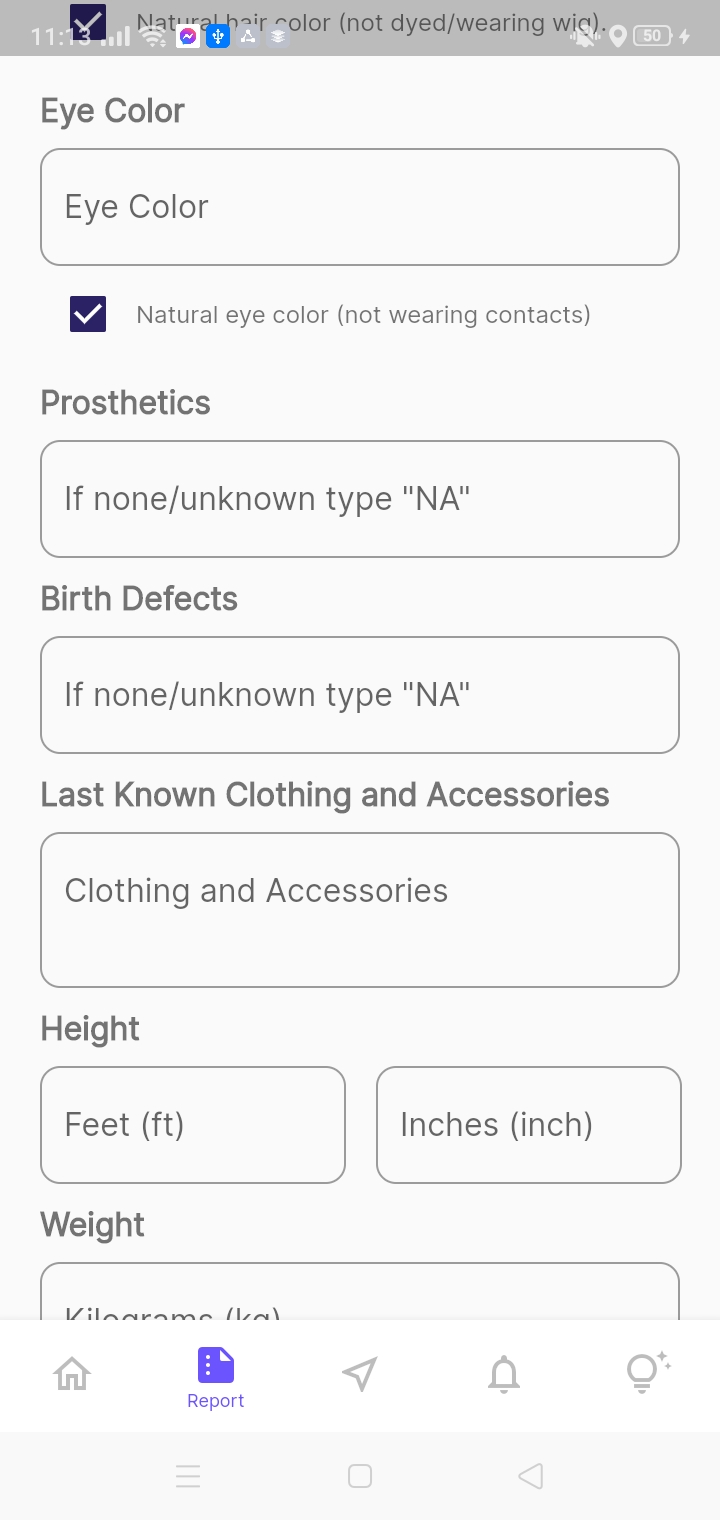 Natural hair color (not dyed/wearing wig).
11:13
50
Eye Color
Eye Color
Natural eye color (not wearing contacts)
Prosthetics
If none/unknown type "NA"
Birth Defects
If none/unknown type "NA"
Last Known Clothing and Accessories
Clothing and Accessories
Height
Feet (ft)
Inches (inch)
Weight
Kilograms (kg)
Report